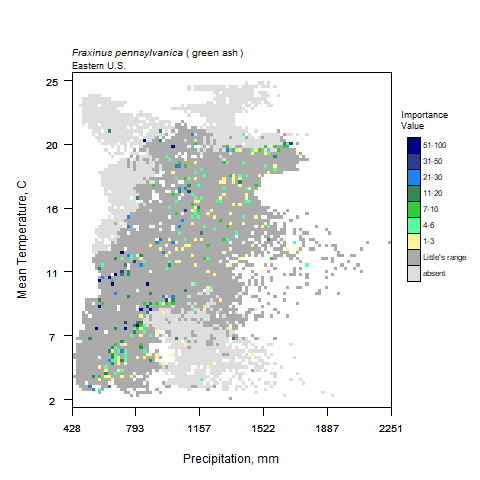 Fraxinus pennsylvanica ( green ash )
Eastern U.S.
25
20
16
11
7
2
Mean Temperature, C
428 793 1157 1522 1887 2251
Precipitation, mm
Importance
Value
51-100
31-50
21-30
11-20
7-10
4-6
1-3
Little's range
absent